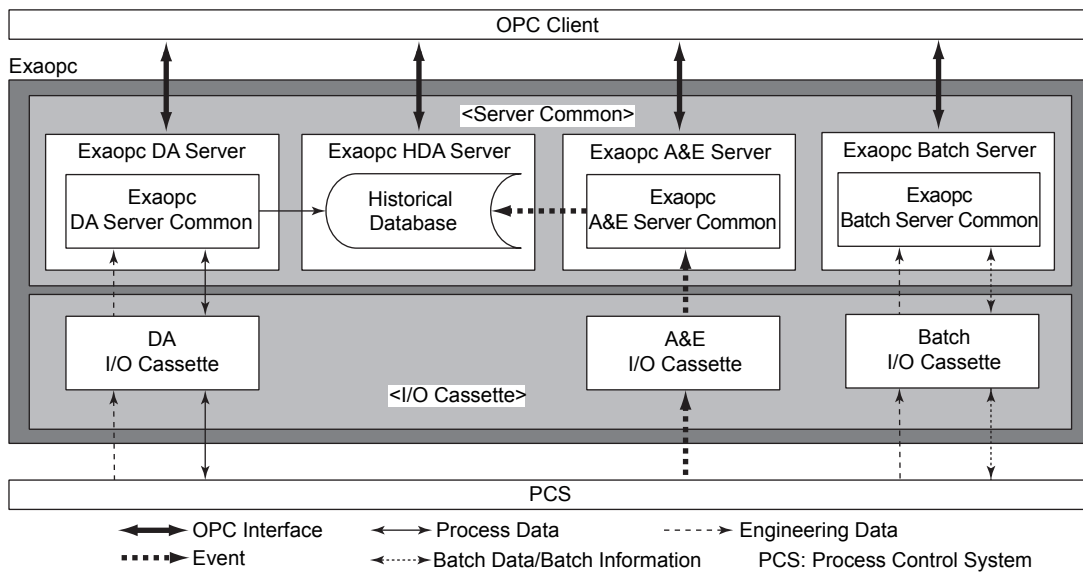 OPC Client
Exaopc
<Server Common>
Exaopc DA Server
Exaopc
DA Server Common
Exaopc HDA Server
Historical
Database
Exaopc A&E Server
Exaopc
A&E Server Common
Exaopc Batch Server
Exaopc
Batch Server Common
DA
I/O Cassette
A&E
I/O Cassette
Batch
I/O Cassette
<I/O Cassette>
PCS
OPC Interface
Process Data
Engineering Data
Event
Batch Data/Batch Information
PCS: Process Control System